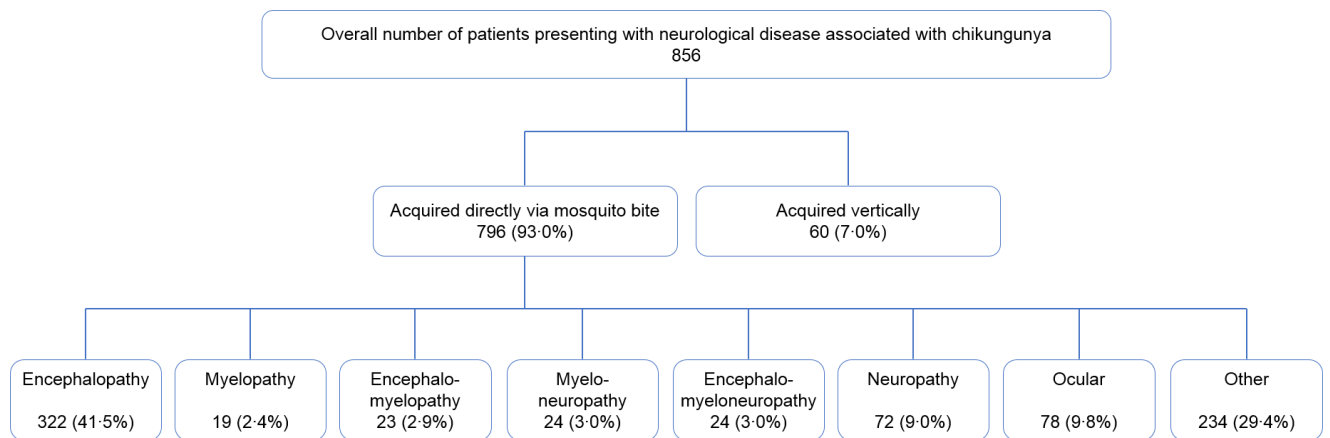 Overall number of patients presenting with neurological disease associated with chikungunya
856
Acquired directly via mosquito bite
796 (93·0%)
Acquired vertically
60 (7·0%)
Encephalopathy
322 (41·5%)
Myelopathy
19 (2·4%)
Encephalo-
myelopathy
23 (2·9%)
Myelo-
neuropathy
24 (3·0%)
Encephalo-
myeloneuropathy
24 (3·0%)
Neuropathy
72 (9·0%)
Ocular
78 (9·8%)
Other
234 (29·4%)